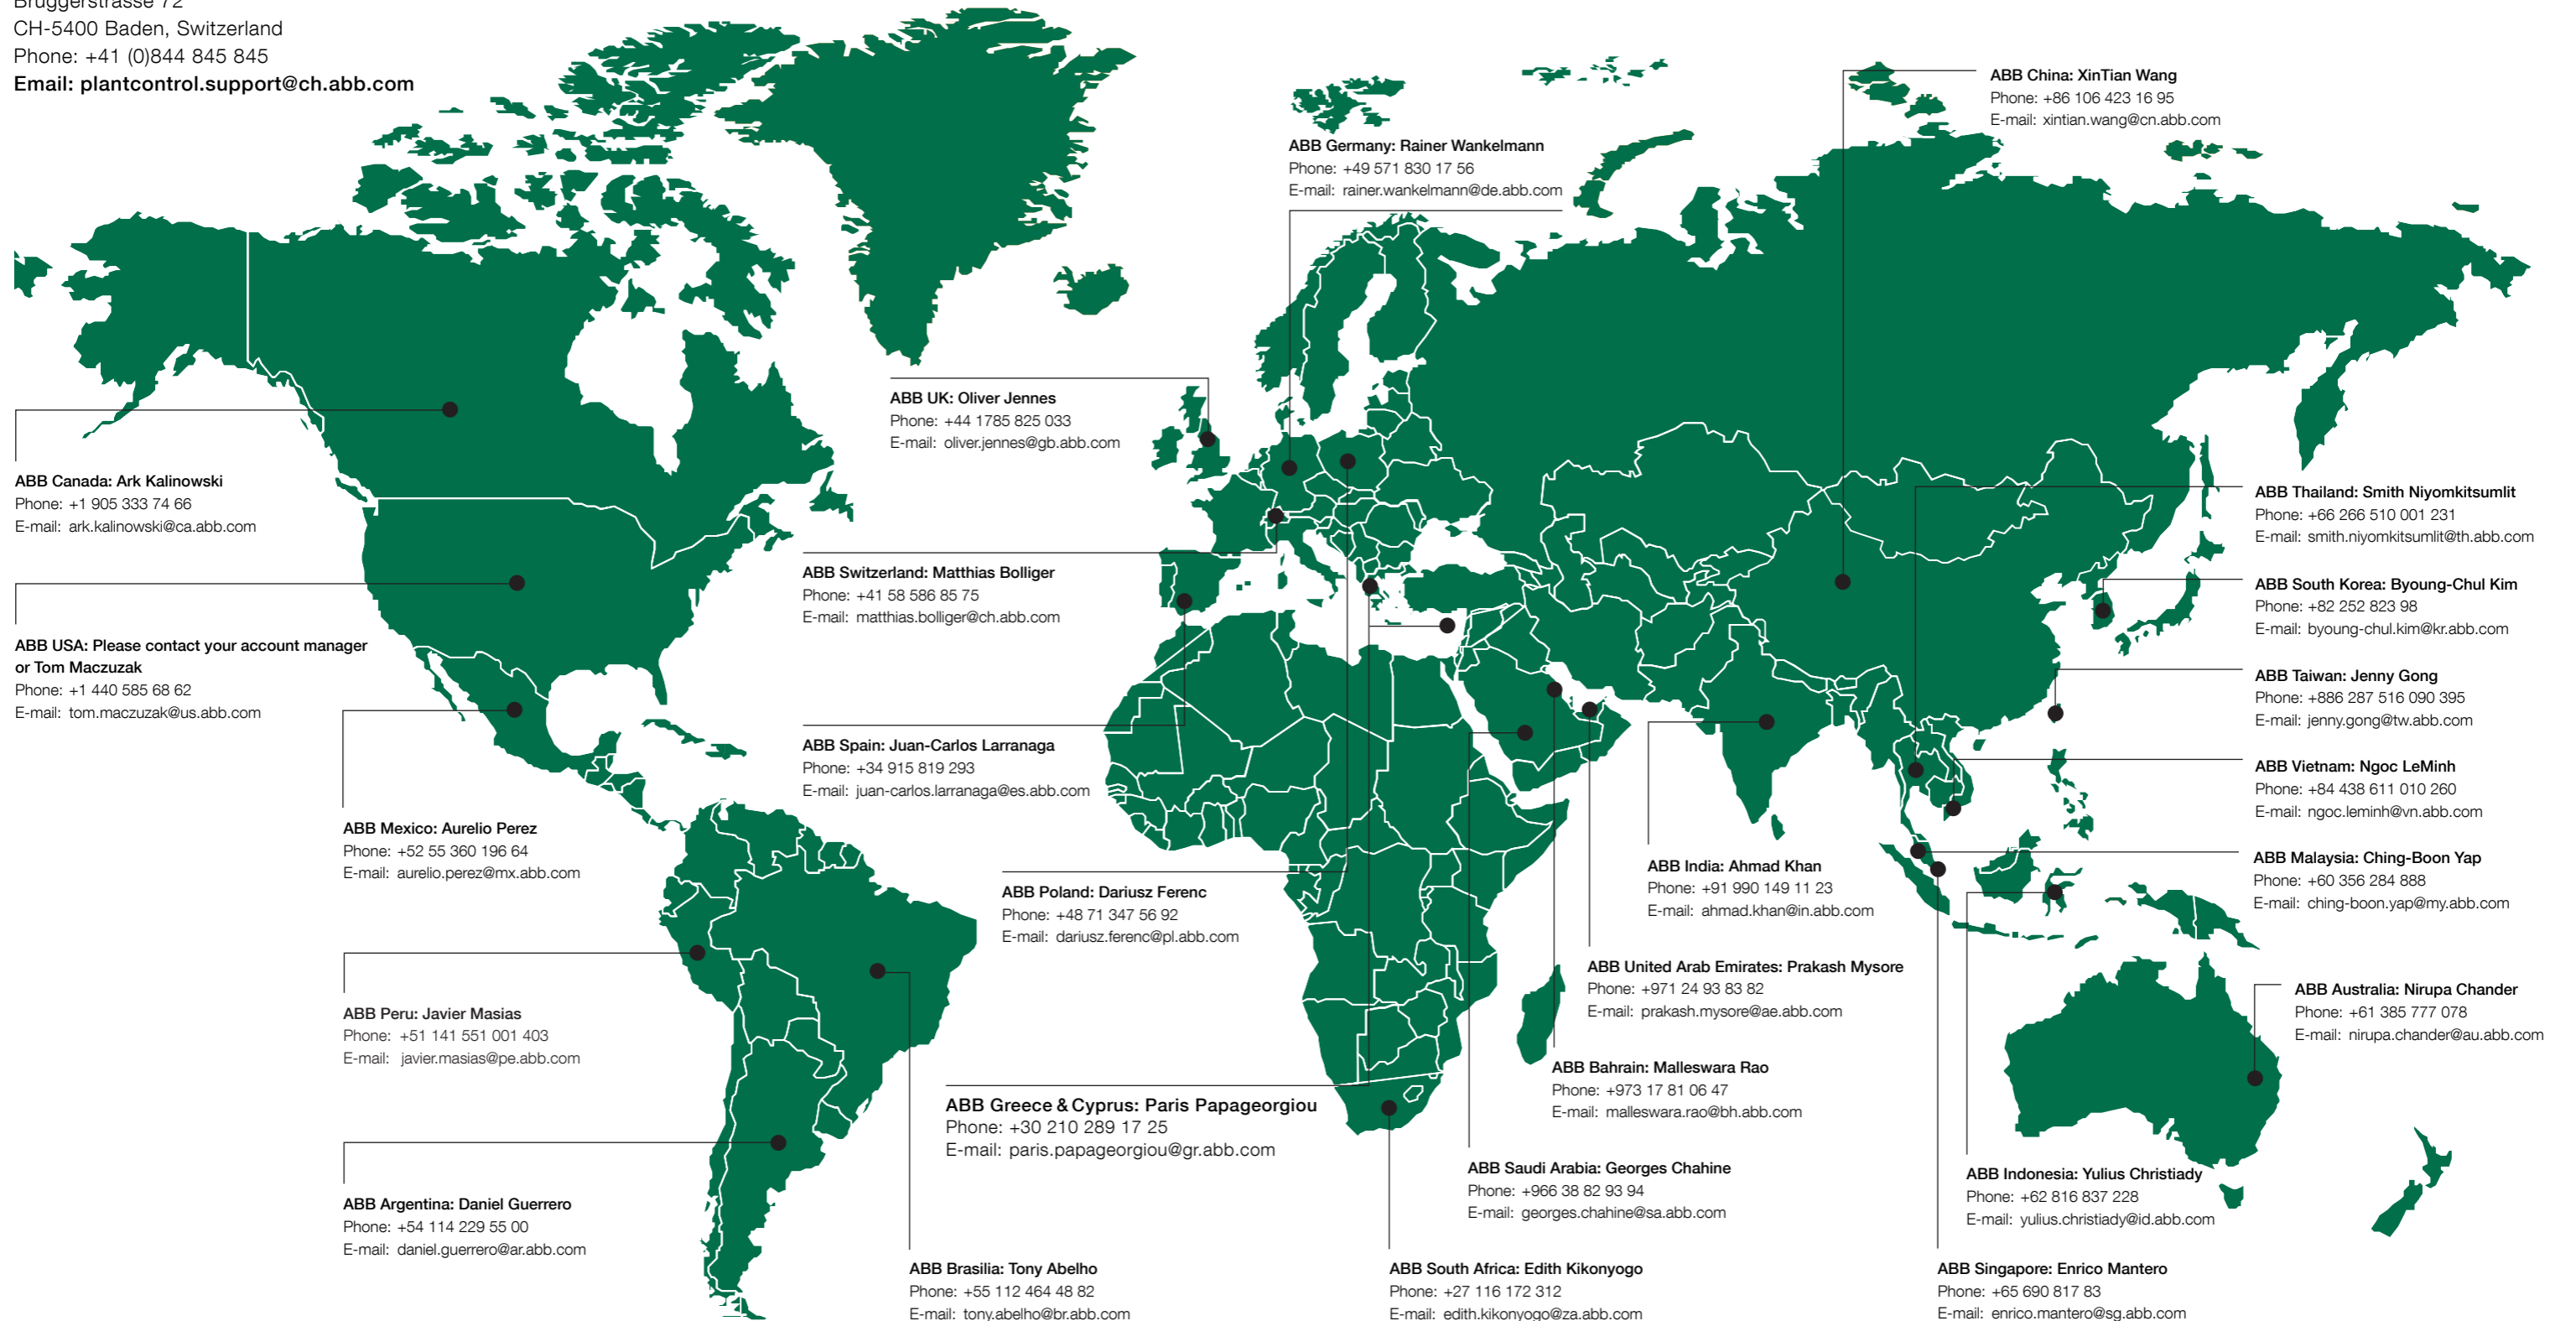 Bruggerstrasse 72
CH-5400 Baden, Switzerland
Phone: +41 (0)844 845 845
Email: plantcontrol.support@ch.abb.com
ABB China: XinTian Wang
Phone: +86 106 423 16 95
E-mail: xintian.wang@cn.abb.com
ABB Germany: Rainer Wankelmann
Phone: +49 571 830 17 56
E-mail: rainer.wankelmann@de.abb.com
ABB UK: Oliver Jennes
Phone: +44 1785 825 033
E-mail: oliver.jennes@gb.abb.com
ABB Canada: Ark Kalinowski
Phone: +1 905 333 74 66
E-mail: ark.kalinowski@ca.abb.com
ABB Thailand: Smith Niyomkitsumlit
Phone: +66 266 510 001 231
E-mail: smith.niyomkitsumlit@th.abb.com
ABB Switzerland: Matthias Bolliger
Phone: +41 58 586 85 75
E-mail: matthias.bolliger@ch.abb.com
ABB South Korea: Byoung-Chul Kim
Phone: +82 252 823 98
E-mail: byoung-chul.kim@kr.abb.com
ABB USA: Please contact your account manager
or Tom Maczuzak
Phone: +1 440 585 68 62
E-mail: tom.maczuzak@us.abb.com
ABB Taiwan: Jenny Gong
Phone: +886 287 516 090 395
E-mail: jenny.gong@tw.abb.com
ABB Spain: Juan-Carlos Larranaga
Phone: +34 915 819 293
E-mail: juan-carlos.larranaga@es.abb.com
ABB Vietnam: Ngoc LeMinh
Phone: +84 438 611 010 260
E-mail: ngoc.leminh@vn.abb.com
ABB Mexico: Aurelio Perez
Phone: +52 55 360 196 64
E-mail: aurelio.perez@mx.abb.com
ABB Malaysia: Ching-Boon Yap
Phone: +60 356 284 888
E-mail: ching-boon.yap@my.abb.com
ABB India: Ahmad Khan
Phone: +91 990 149 11 23
E-mail: ahmad.khan@in.abb.com
ABB Poland: Dariusz Ferenc
Phone: +48 71 347 56 92
E-mail: dariusz.ferenc@pl.abb.com
ABB United Arab Emirates: Prakash Mysore
Phone: +971 24 93 83 82
E-mail: prakash.mysore@ae.abb.com
ABB Australia: Nirupa Chander
Phone: +61 385 777 078
E-mail: nirupa.chander@au.abb.com
ABB Peru: Javier Masias
Phone: +51 141 551 001 403
E-mail: javier.masias@pe.abb.com
ABB Bahrain: Malleswara Rao
Phone: +973 17 81 06 47
E-mail: malleswara.rao@bh.abb.com
ABB Greece & Cyprus: Paris Papageorgiou
Phone: +30 210 289 17 25
E-mail: paris.papageorgiou@gr.abb.com
ABB Saudi Arabia: Georges Chahine
Phone: +966 38 82 93 94
E-mail: georges.chahine@sa.abb.com
ABB Indonesia: Yulius Christiady
Phone: +62 816 837 228
E-mail: yulius.christiady@id.abb.com
ABB Argentina: Daniel Guerrero
Phone: +54 114 229 55 00
E-mail: daniel.guerrero@ar.abb.com
ABB Brasilia: Tony Abelho
Phone: +55 112 464 48 82
E-mail: tony.abelho@br.abb.com
ABB South Africa: Edith Kikonyogo
Phone: +27 116 172 312
E-mail: edith.kikonyogo@za.abb.com
ABB Singapore: Enrico Mantero
Phone: +65 690 817 83
E-mail: enrico.mantero@sg.abb.com